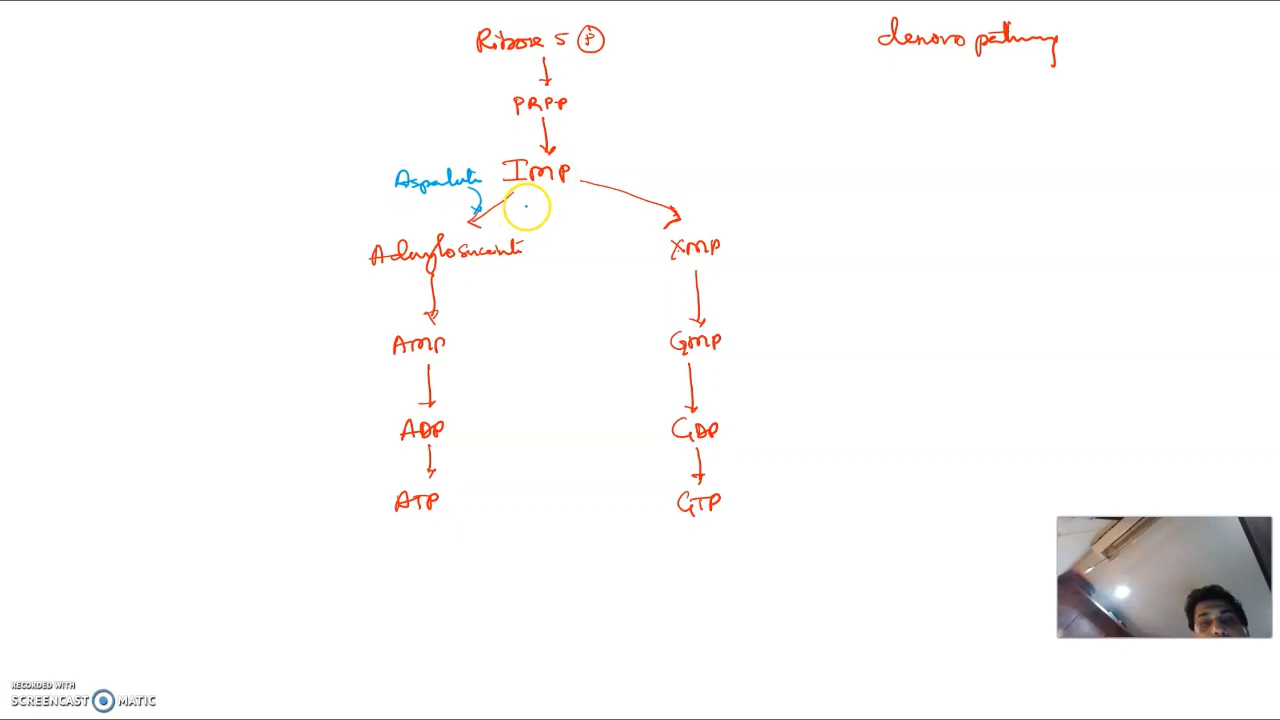 Ribose 5 P
denovo pathway
PRPP
IMP
Aspartate
Adenylosuccinate
XMP
AMP
GMP
ADP
GDP
ATP
GTP
RECORDED WITH
SCREENCAST MATIC